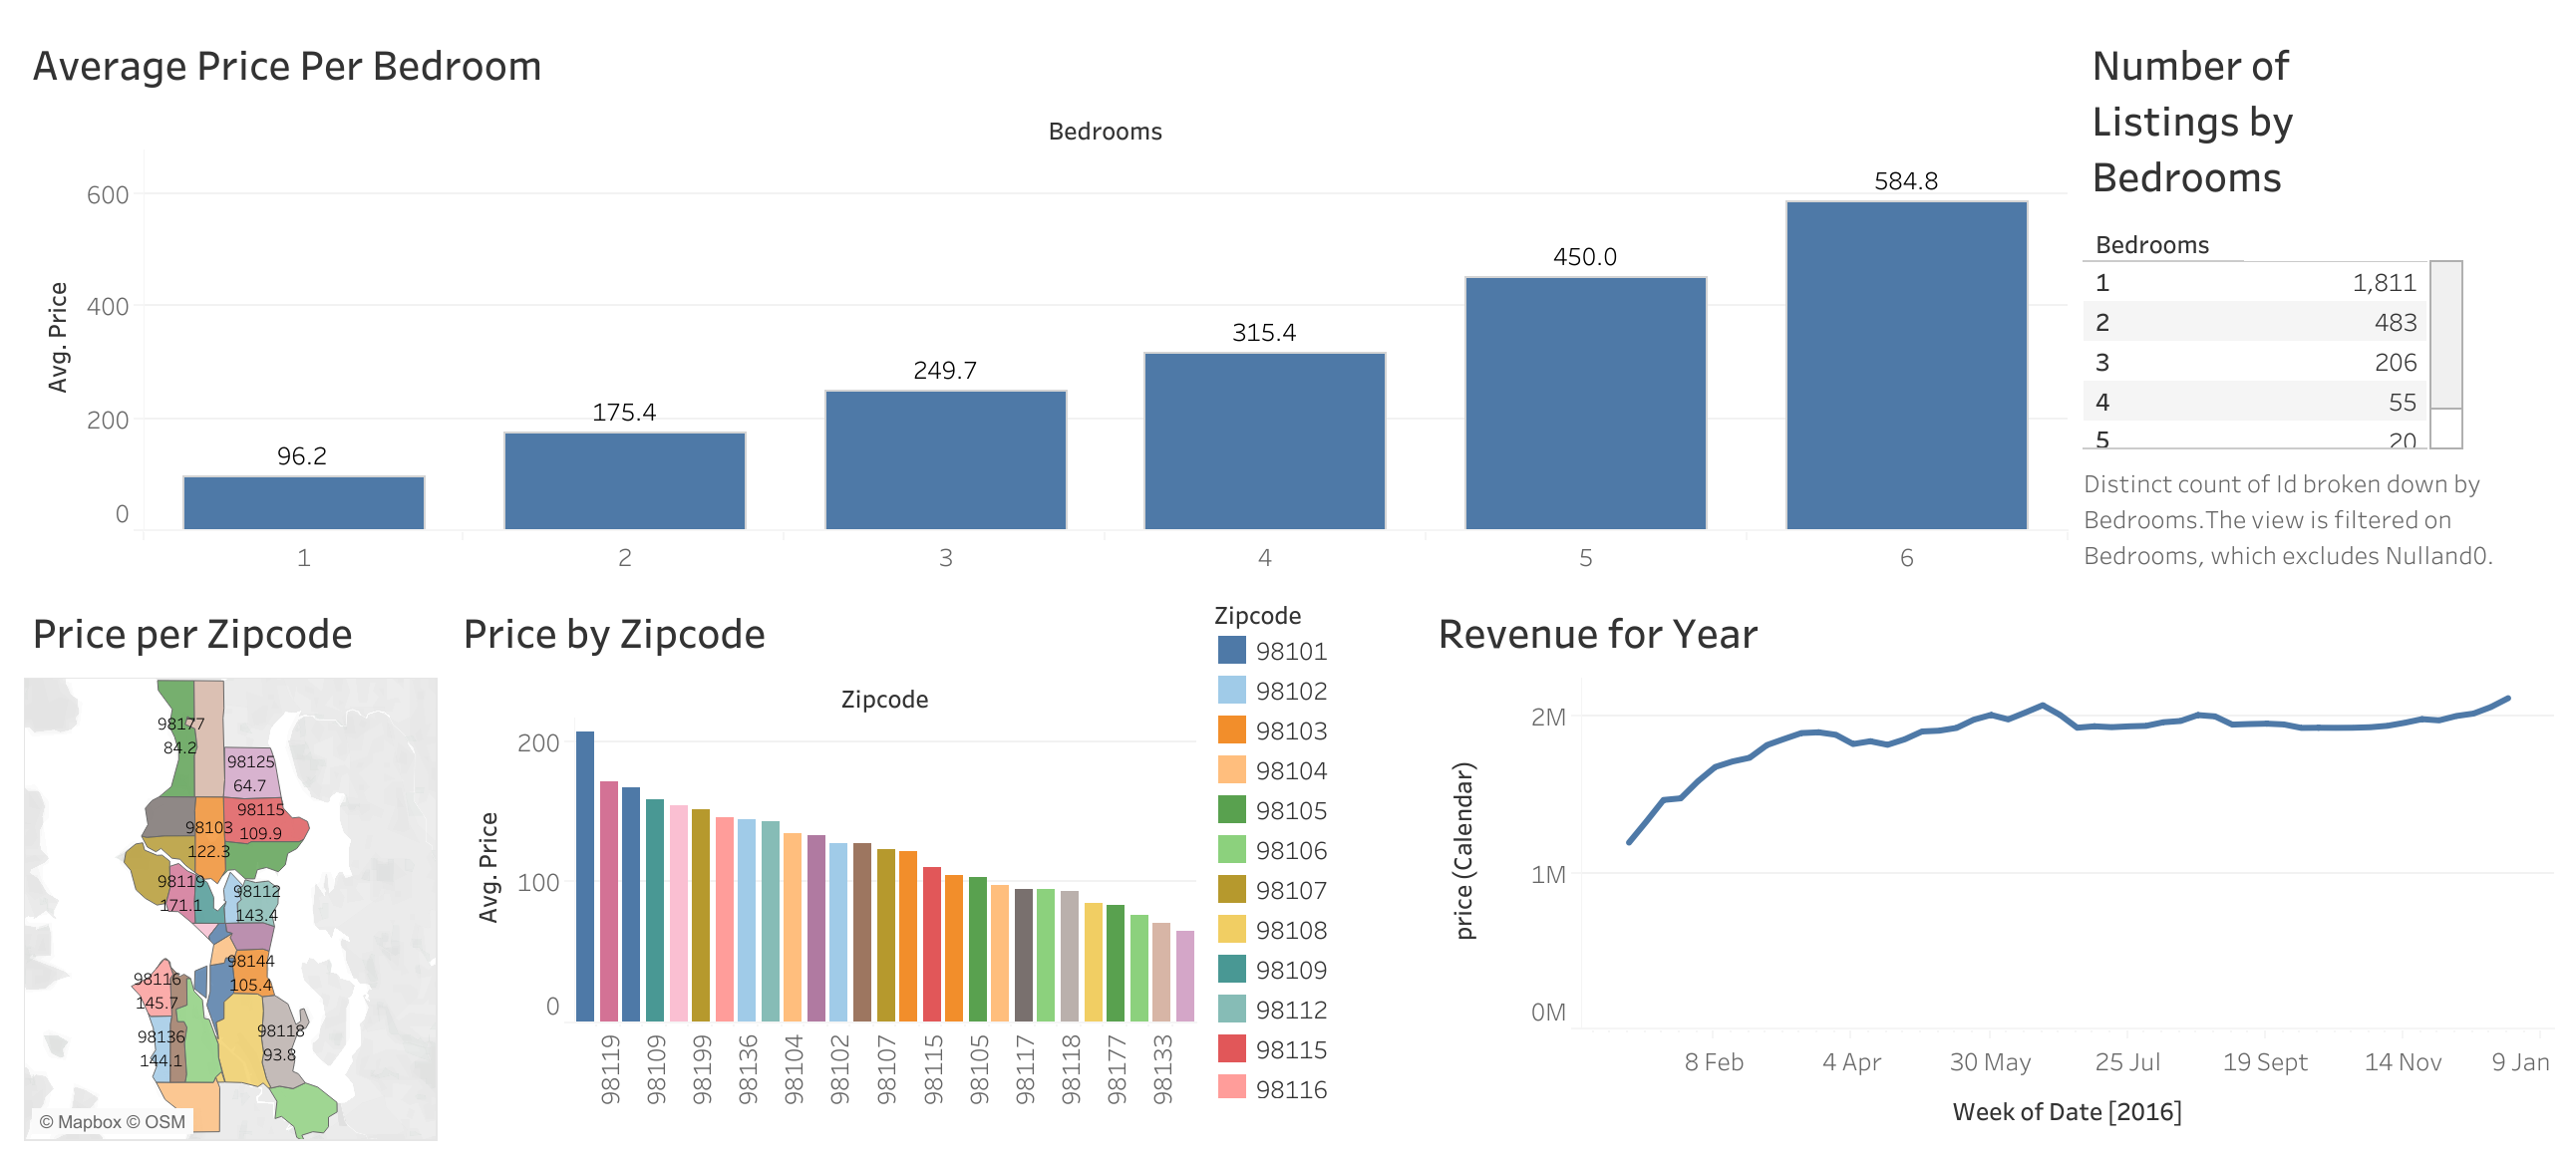 Average Price Per Bedroom
Bedrooms
Avg. Price
600
400
200
0
96.2
175.4
249.7
315.4
450.0
584.8
1
2
3
4
5
6
Number of
Listings by
Bedrooms
Bedrooms
1 1,811
2 483
3 206
4 55
5 20
Distinct count of Id broken down by
Bedrooms.The view is filtered on
Bedrooms, which excludes Nulland0.
Price per Zipcode
98177
84.2
98125
64.7
98115
109.9
98103
122.3
98119
171.1
98112
143.4
98144
105.4
98116
145.7
98136
144.1
98118
93.8
© Mapbox © OSM
Price by Zipcode
Zipcode
Avg. Price
200
100
0
98119
98109
98199
98136
98104
98102
98107
98115
98105
98117
98118
98177
98133
Zipcode
98101
98102
98103
98104
98105
98106
98107
98108
98109
98112
98115
98116
Revenue for Year
price (Calendar)
2M
1M
0M
8 Feb
4 Apr
30 May
25 Jul
19 Sept
14 Nov
9 Jan
Week of Date [2016]